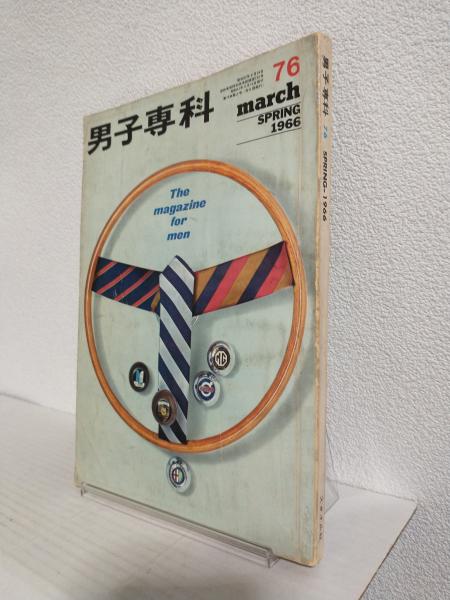 76
march
SPRING
1966
男子専科
The
magazine
for
men
MG
男子専科 76 SPRING-1966